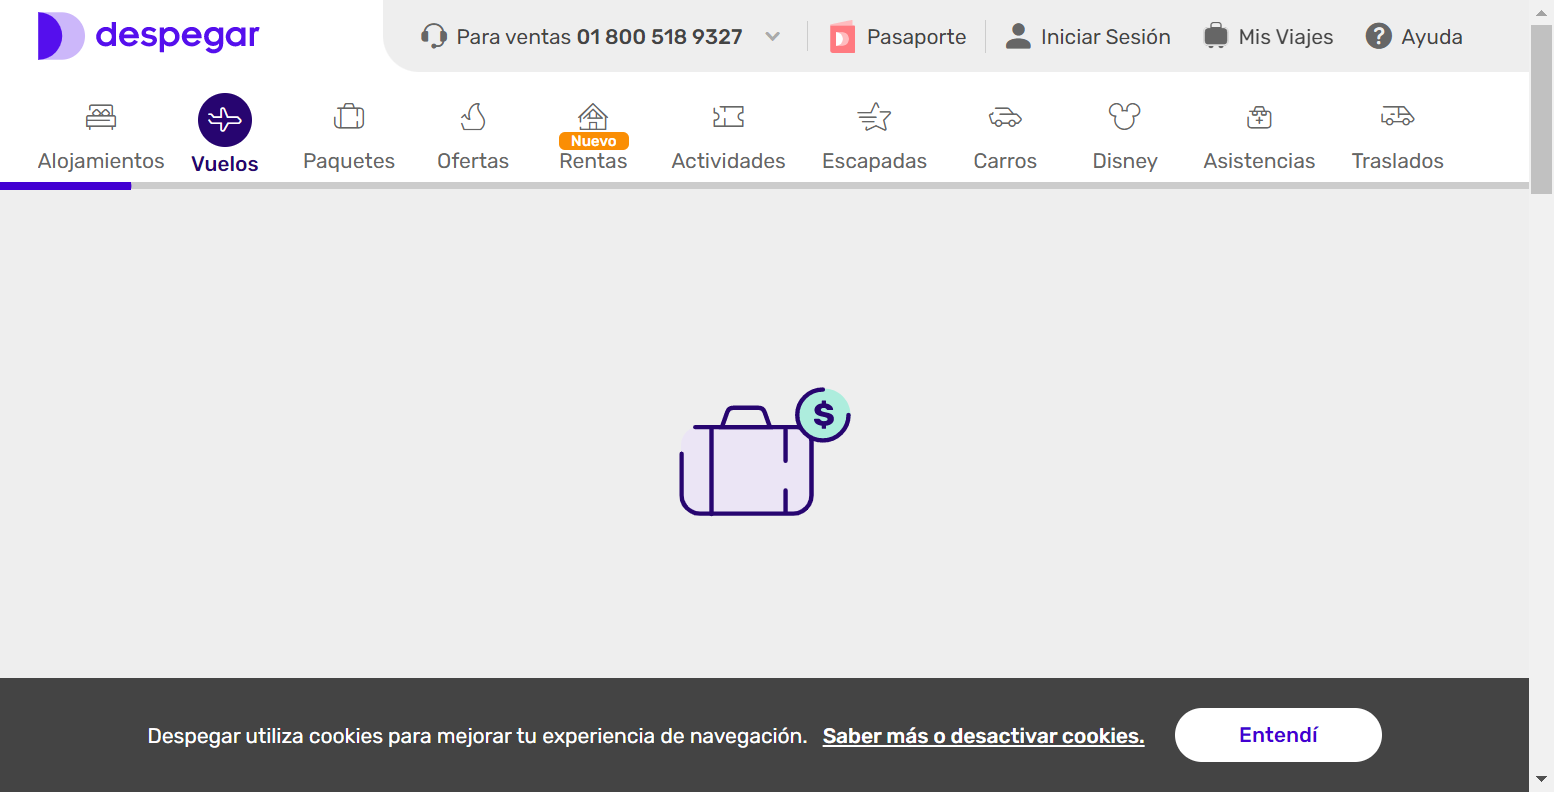 despegar
Para ventas 01 800 518 9327
Pasaporte
Iniciar Sesión
Mis Viajes
? Ayuda
Alojamientos
Vuelos
Paquetes
Ofertas
Nuevo
Rentas
Actividades
Escapadas
Carros
Disney
Asistencias
Traslados
$
Despegar utiliza cookies para mejorar tu experiencia de navegación. Saber más o desactivar cookies.
Entendí